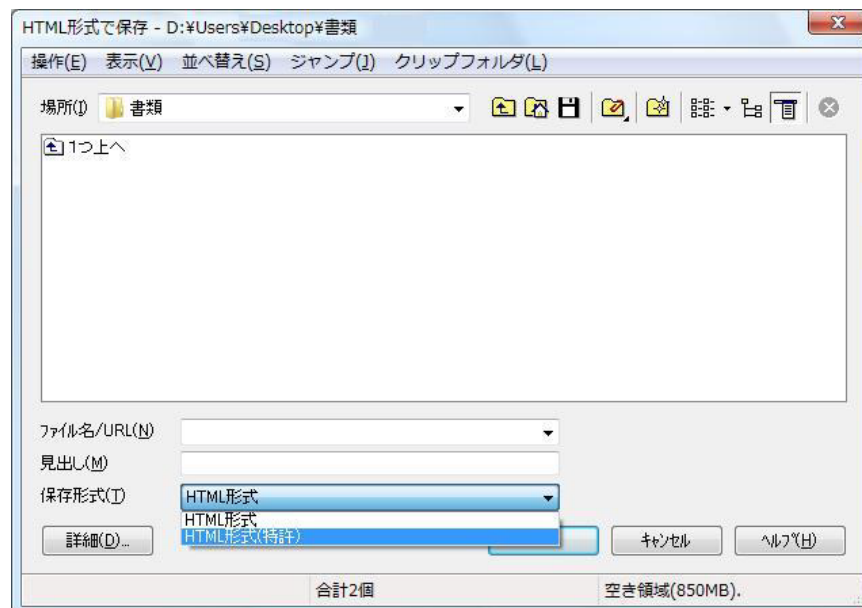 HTML形式で保存 - D:¥Users¥Desktop¥書類
操作(E) 表示(V) 並べ替え(S) ジャンプ(J) クリップフォルダ(L)
場所(I) 書類
1つ上へ
ファイル名/URL(N)
見出し(M)
保存形式(T) HTML形式
HTML形式
HTML形式(特許)
詳細(D)... キャンセル ヘルプ(H)
合計2個 空き領域(850MB).